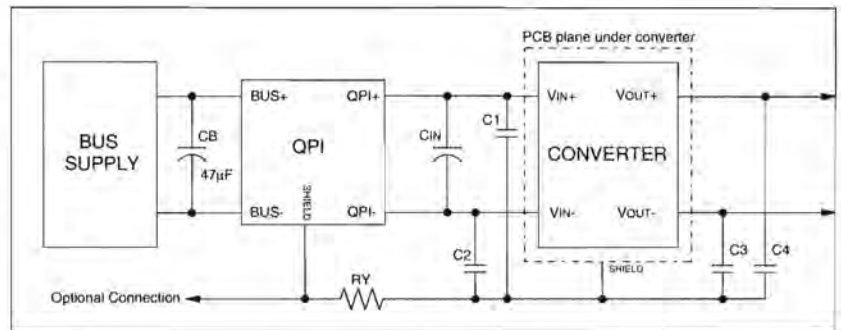 PCB plane under converter
BUS+
QPI+
VIN+
VOUT+
C1
CB
CIN
BUS
SUPPLY
QPI
CONVERTER
47µF
SHIELD
BUS-
QPI-
VIN-
VOUT-
C2
C3
C4
SHIELD
RY
Optional Connection